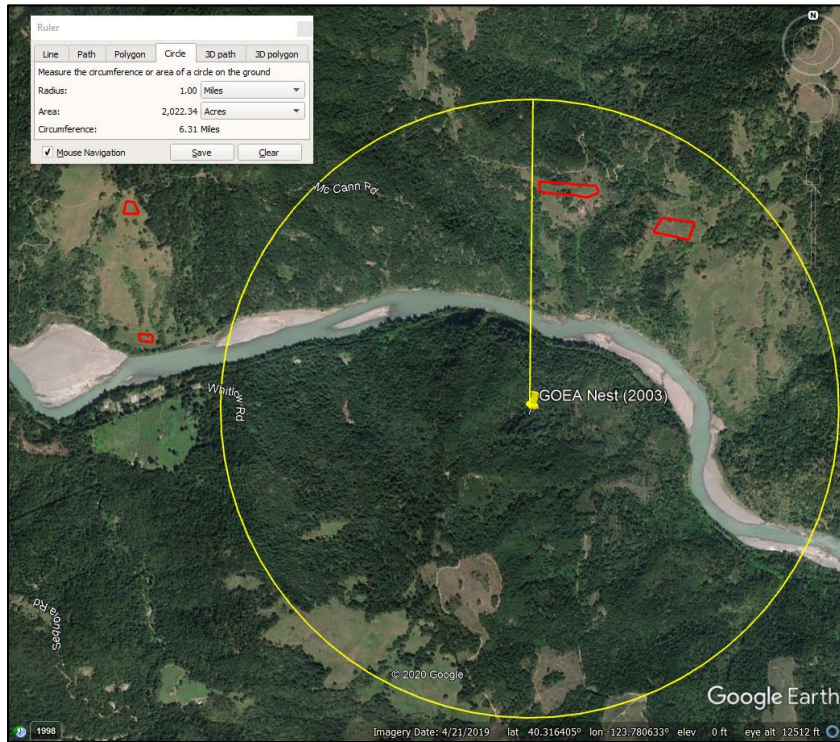 Ruler
Line Path Polygon Circle 3D path 3D polygon
Measure the circumference or area of a circle on the ground
Radius: 1.00 Miles
Area: 2,022.34 Acres
Circumference: 6.31 Miles
Mouse Navigation Save Clear
N
Mc Cann Rd
Whitlow Rd
GOEA Nest (2003)
Sequoia Rd
© 2020 Google
Google Earth
1998
Imagery Date: 4/21/2019 lat 40.316405° lon -123.780633° elev 0 ft eye alt 12512 ft